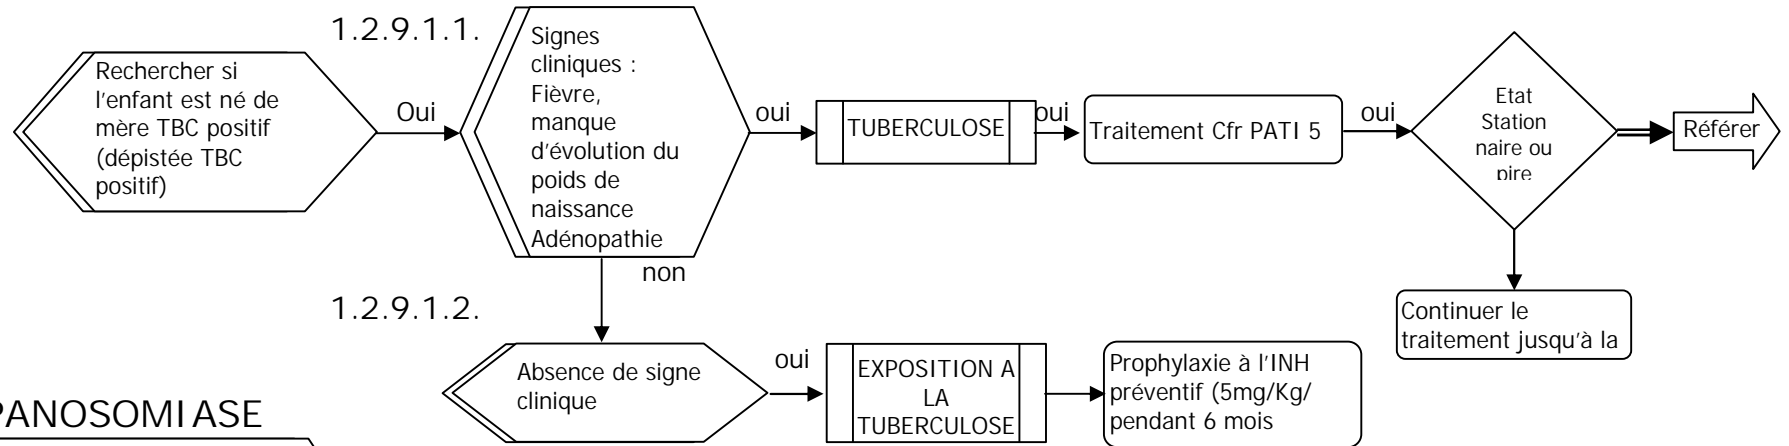 1.2.9.1.1.
Rechercher si
l'enfant est né de
mère TBC positif
(dépistée TBC
positif)
Oui
Signes
cliniques :
Fièvre,
manque
d'évolution du
poids de
naissance
Adénopathie
oui
TUBERCULOSE
oui
Traitement Cfr PATI 5
oui
Etat
Station
naire ou
pire
Référer
non
Continuer le
traitement jusqu'à la
1.2.9.1.2.
Absence de signe
clinique
oui
EXPOSITION A
LA
TUBERCULOSE
Prophylaxie à l'INH
préventif (5mg/Kg/
pendant 6 mois
PANOSOMIASE